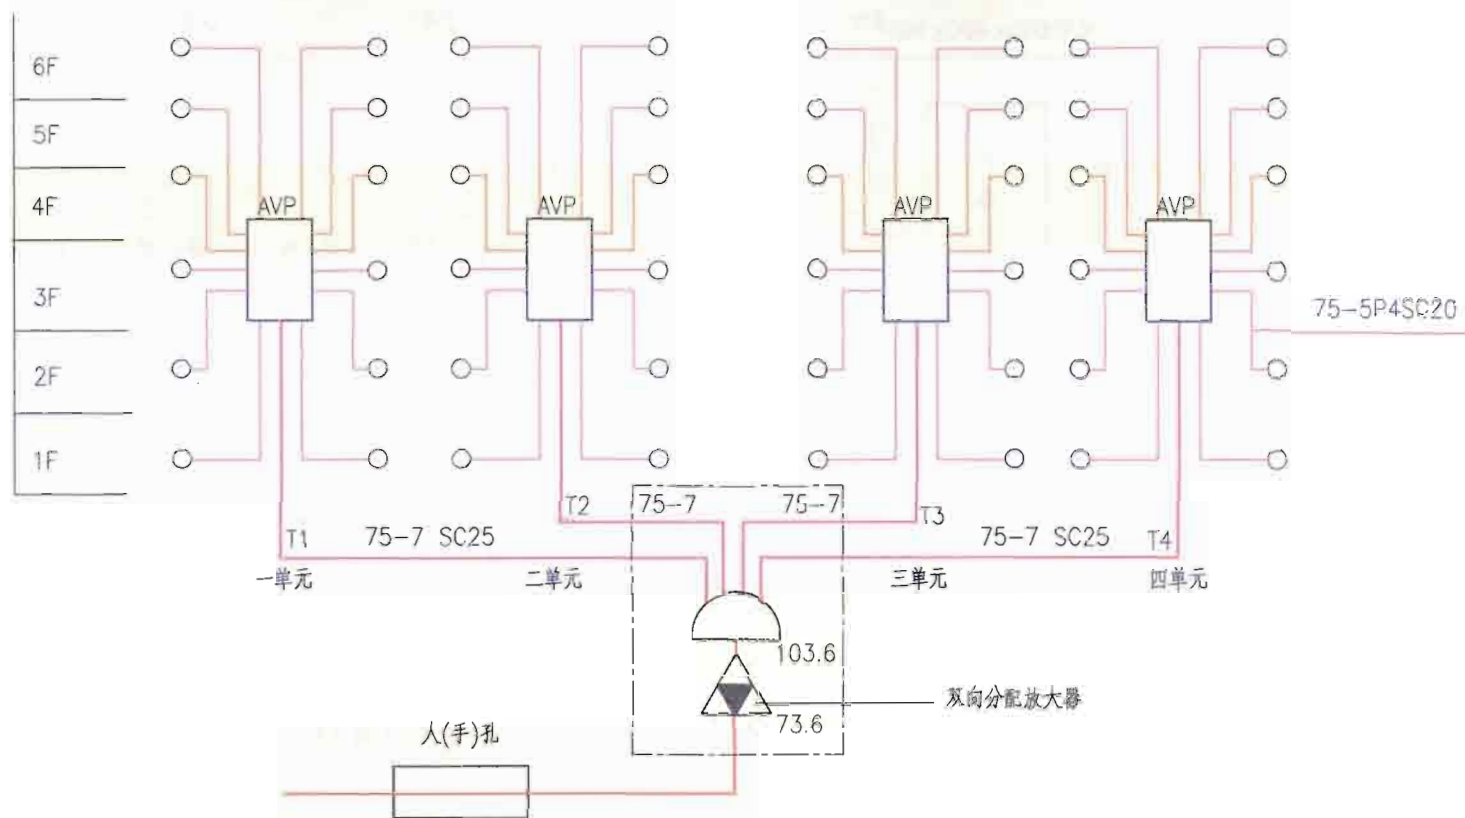 6F
5F
4F
3F
2F
1F
AVP
AVP
AVP
AVP
75-5P4SC20
T1
75-7 SC25
T2
75-7
75-7
T3
75-7 SC25
T4
一单元
二单元
三单元
四单元
103.6
双向分配放大器
73.6
人(手)孔